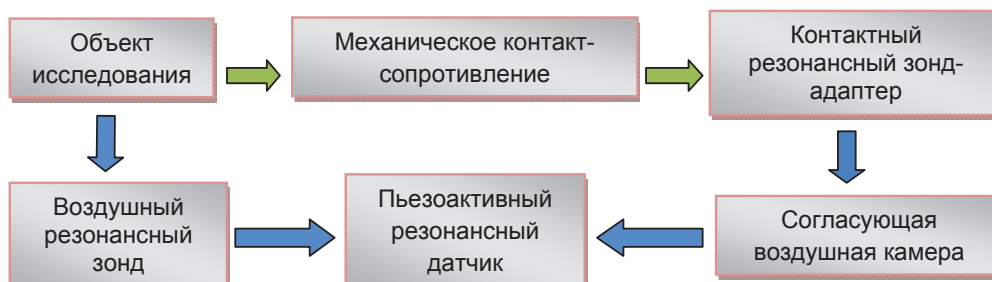 Объект
исследования
Механическое контакт-
сопротивление
Контактный
резонансный зонд-
адаптер
Воздушный
резонансный
зонд
Пьезоактивный
резонансный
датчик
Согласующая
воздушная камера